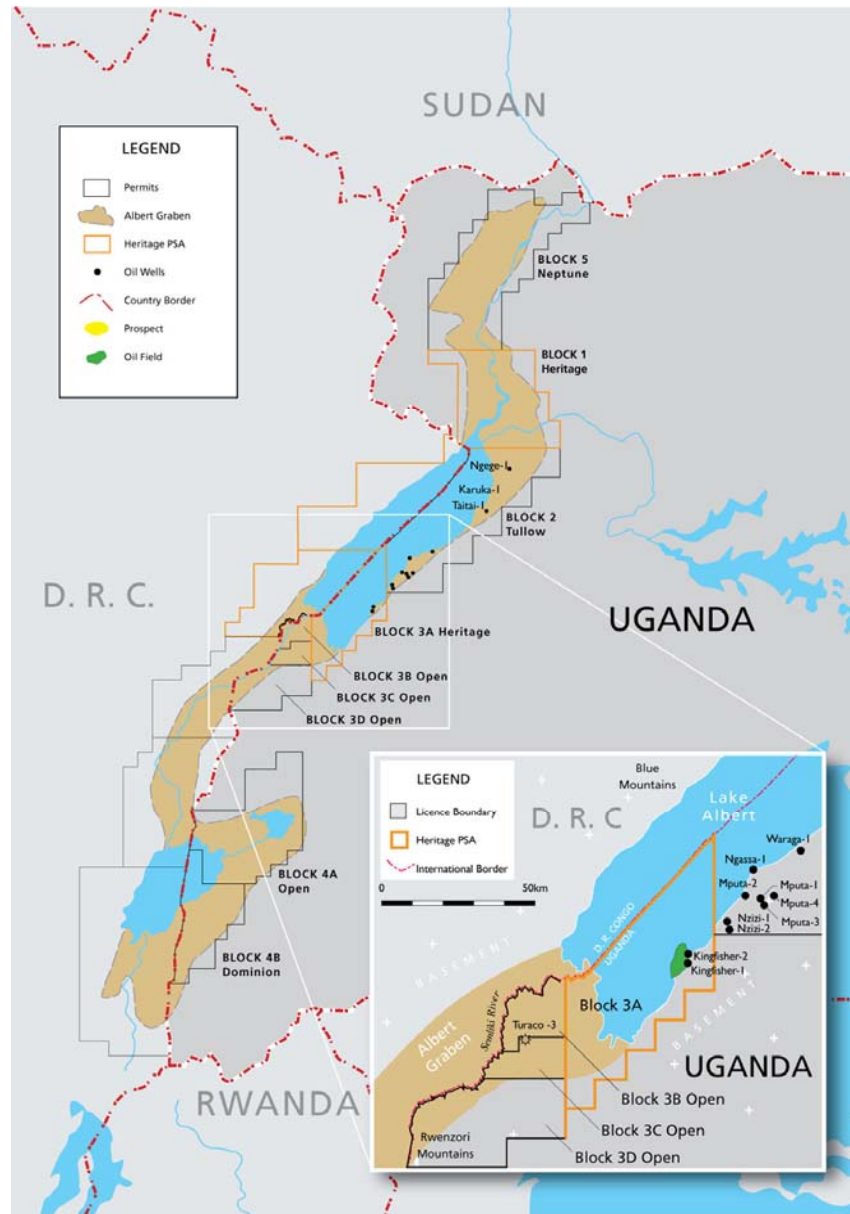 SUDAN
LEGEND
Permits
Albert Graben
Heritage PSA
Oil Wells
Country Border
Prospect
Oil Field
BLOCK 5
Neptune
BLOCK 1
Heritage
Ngege-1
Karuka-1
Taitai-1
BLOCK 2
Tullow
D. R. C.
UGANDA
BLOCK 3A Heritage
BLOCK 3B Open
BLOCK 3C Open
BLOCK 3D Open
BLOCK 4A
Open
BLOCK 4B
Dominion
RWANDA
LEGEND
Licence Boundary
Heritage PSA
International Border
0
50km
Blue
Mountains
D. R. C
Lake
Albert
Waraga-1
Ngassa-1
Mputa-2
Mputa-1
Mputa-4
Mputa-3
Nzizi-1
Nzizi-2
D. R. CONGO
UGANDA
Kingfisher-2
Kingfisher-1
BASEMENT
Block 3A
BASEMENT
Albert
Graben
Semliki River
Turaco -3
UGANDA
Block 3B Open
Block 3C Open
Block 3D Open
Rwenzori
Mountains